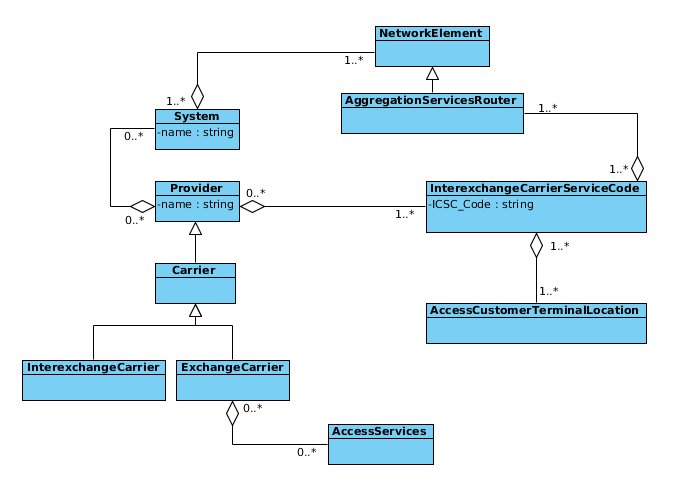 NetworkElement
1..*
1..*
AggregationServicesRouter
1..*
System
-name : string
0..*
1..*
Provider
-name : string
0..*
0..*
1..*
InterexchangeCarrierServiceCode
-ICSC_Code : string
1..*
1..*
AccessCustomerTerminalLocation
Carrier
InterexchangeCarrier
ExchangeCarrier
0..*
AccessServices
0..*